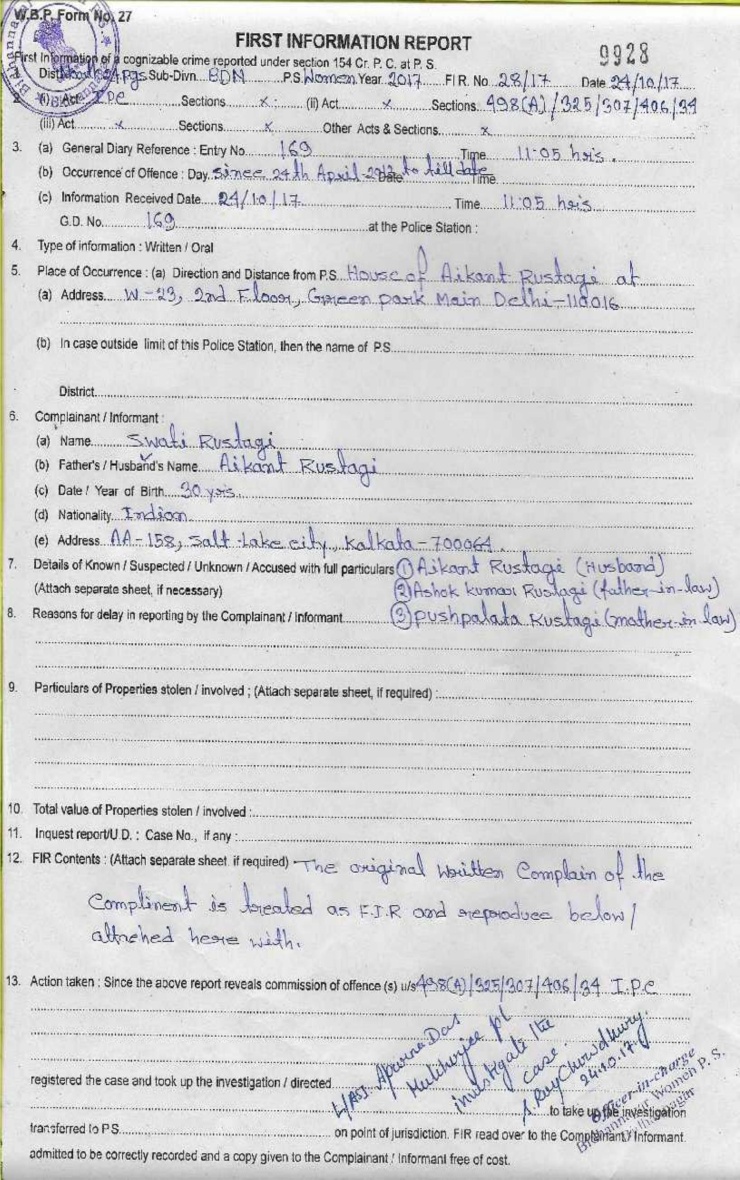 W.B.P. Form No. 27
FIRST INFORMATION REPORT
9928
First Information of a cognizable crime reported under section 154 Cr. P. C. at P. S.
Dist. North 24 Pgs Sub-Divn. BDN P.S. Women Year 2017 FIR. No. 28/17 Date 24/10/17
(i) Act IPC Sections x (ii) Act x Sections 498(A)/325/307/406/34
(iii) Act x Sections x Other Acts & Sections x
3. (a) General Diary Reference : Entry No. 169 Time 11:05 hrs.
(b) Occurrence of Offence : Day since 24th April Date to till date Time
(c) Information Received Date 24/10/17 Time 11:05 hrs
G.D. No. 169 at the Police Station :
4. Type of information : Written / Oral
5. Place of Occurrence : (a) Direction and Distance from P.S. House of Aikant Rustagi at
(a) Address W-23, 2nd Floor, Green park Main Delhi-110016
(b) In case outside limit of this Police Station, then the name of P.S.
District
6. Complainant / Informant :
(a) Name Swati Rustagi
(b) Father's / Husband's Name Aikant Rustagi
(c) Date / Year of Birth 30 yrs
(d) Nationality Indian
(e) Address AA-158, Salt-Lake city, Kalkata-700064.
7. Details of Known / Suspected / Unknown / Accused with full particulars ① Aikant Rustagi (Husband)
(Attach separate sheet, if necessary) ② Ashok kumar Rustagi (father-in-law)
8. Reasons for delay in reporting by the Complainant / Informant ③ pushpalata Rustagi (mother-in law)
9. Particulars of Properties stolen / involved ; (Attach separate sheet, if required) :
10. Total value of Properties stolen / involved :
11. Inquest report/U D. : Case No., if any :
12. FIR Contents : (Attach separate sheet if required) The original written Complain of the
Complinent is treated as F.I.R and reproduce below/
attached here with.
13. Action taken : Since the above report reveals commission of offence (s) u/s 498(A)/325/307/406/34 I.P.C
registered the case and took up the investigation / directed L/ASI. Aparna Das
Mukherjee pl
investigate the
case.
A. Roy Chowdhury.
24.10.17
to take up the investigation
Officer-in-charge
Bidhannagar Women P. S.
Bidhannagar
transferred to P.S. on point of jurisdiction. FIR read over to the Complainant / Informant.
admitted to be correctly recorded and a copy given to the Complainant / Informant free of cost.